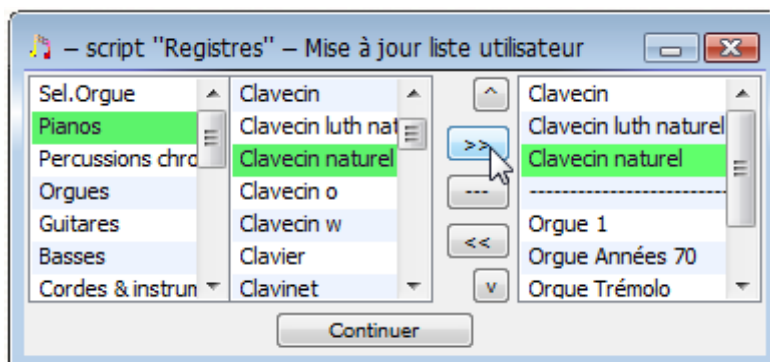 – script "Registres" – Mise à jour liste utilisateur
Sel.Orgue
Pianos
Percussions chro
Orgues
Guitares
Basses
Cordes & instrun
Clavecin
Clavecin luth nat
Clavecin naturel
Clavecin o
Clavecin w
Clavier
Clavinet
^
>>
---
<<
v
Clavecin
Clavecin luth naturel
Clavecin naturel
--------------------------
Orgue 1
Orgue Années 70
Orgue Trémolo
Continuer